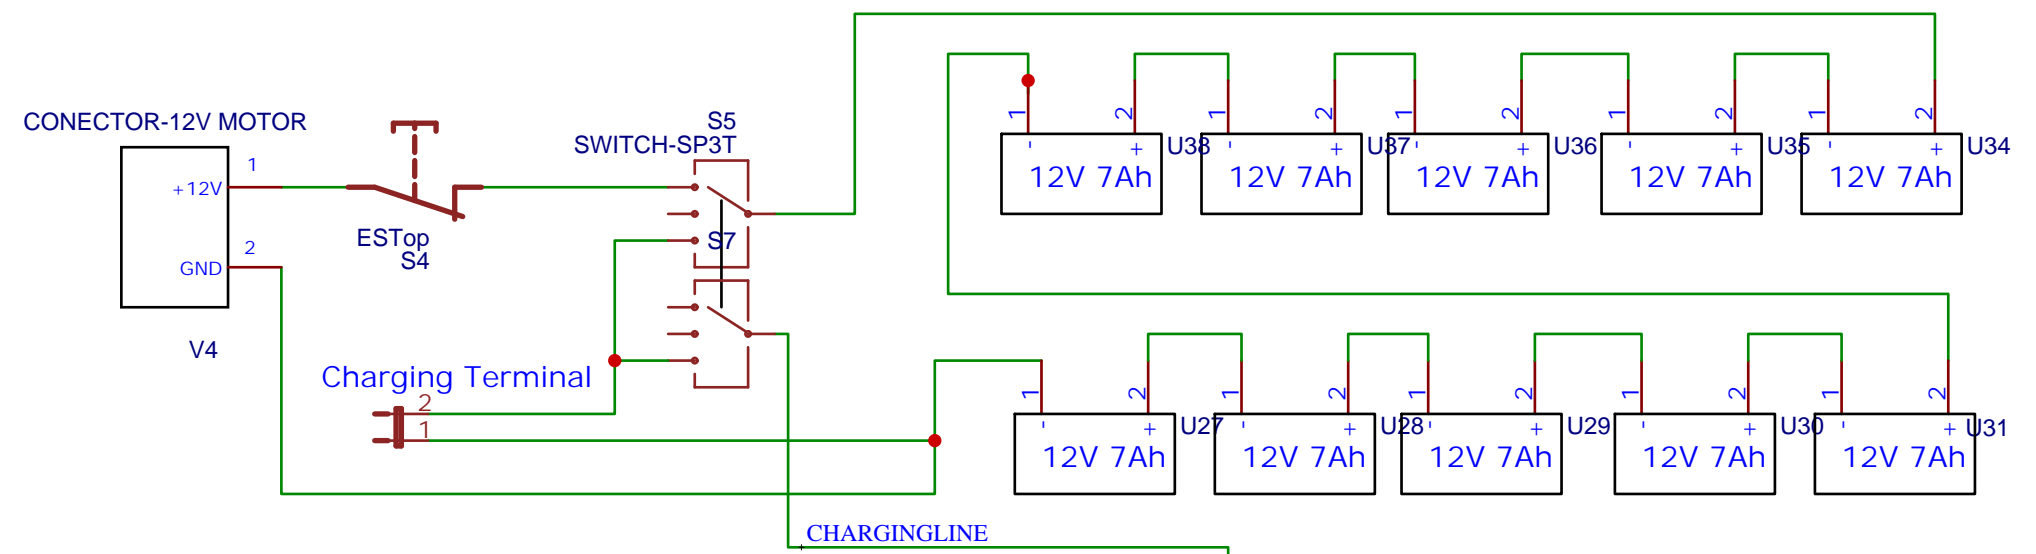 CONECTOR-12V MOTOR
1
+12V
2
GND
V4
ESTop
S4
S5
SWITCH-SP3T
S7
Charging Terminal
2
1
1 2 1 2 1 2 1 2 1 2
- + U38 - + U37 - + U36 - + U35 - + U34
12V 7Ah 12V 7Ah 12V 7Ah 12V 7Ah 12V 7Ah
1 2 1 2 1 2 1 2 1 2
- + U27 - + U28 - + U29 - + U30 - + U31
12V 7Ah 12V 7Ah 12V 7Ah 12V 7Ah 12V 7Ah
CHARGINGLINE